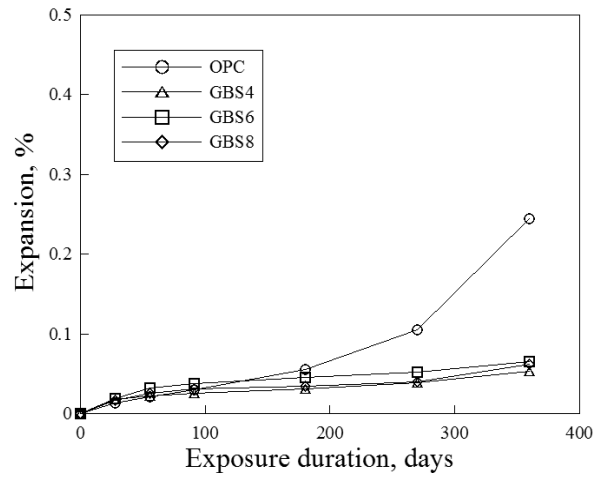 0.5
0.4
0.3
0.2
0.1
0
Expansion, %
OPC
GBS4
GBS6
GBS8
0 100 200 300 400
Exposure duration, days